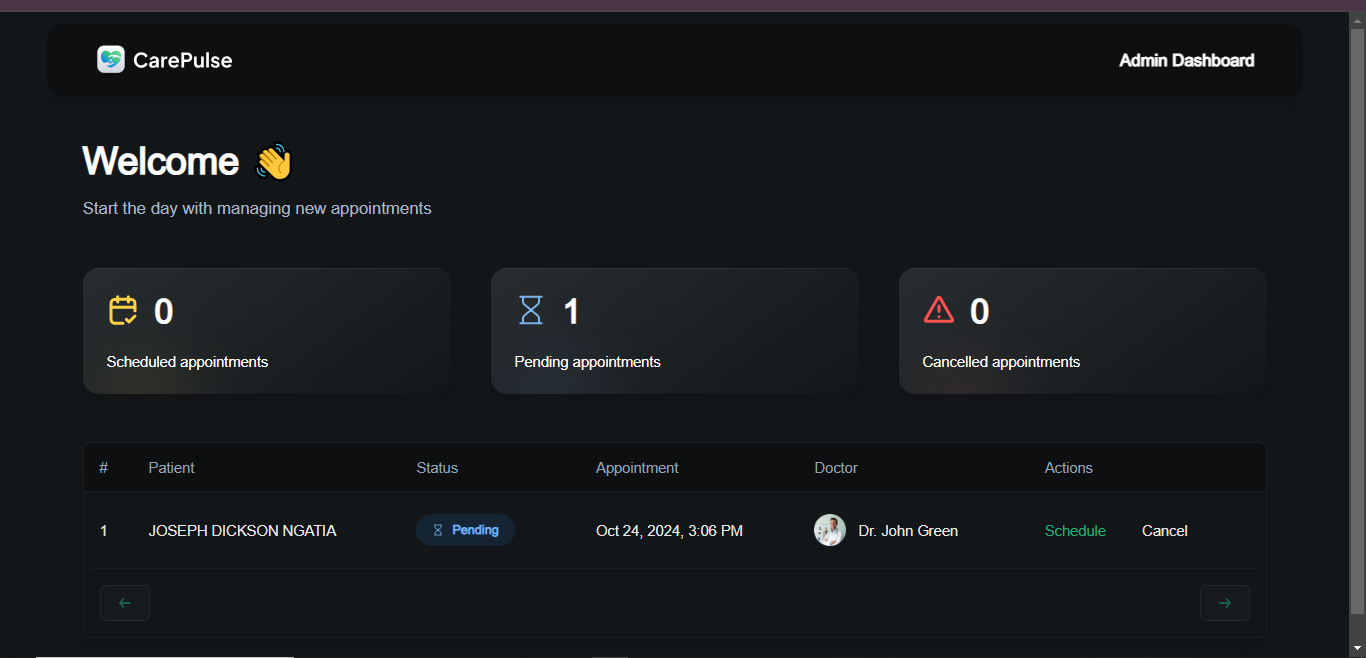 CarePulse
Admin Dashboard
Welcome 👋
Start the day with managing new appointments
0
Scheduled appointments
1
Pending appointments
0
Cancelled appointments
# Patient Status Appointment Doctor Actions
1 JOSEPH DICKSON NGATIA Pending Oct 24, 2024, 3:06 PM Dr. John Green Schedule Cancel